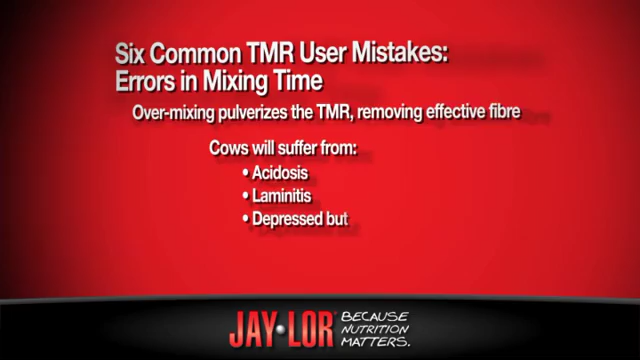 Six Common TMR User Mistakes:
Errors in Mixing Time
Over-mixing pulverizes the TMR, removing effective fibre
Cows will suffer from:
• Acidosis
• Laminitis
• Depressed but
JAY•LOR® BECAUSE
NUTRITION
MATTERS.